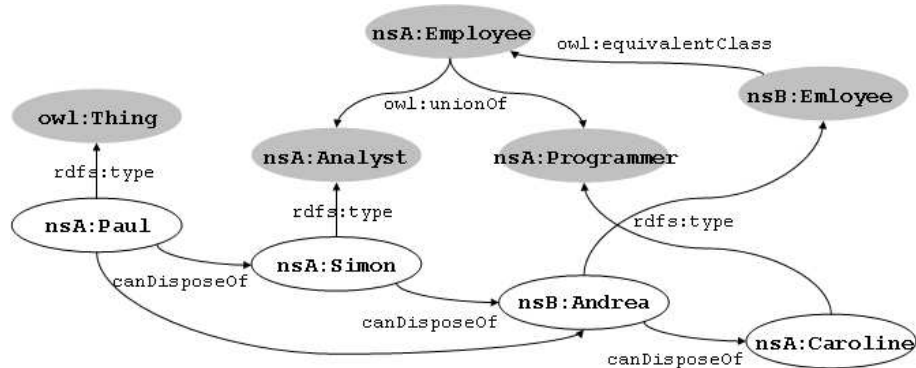 nsA:Employee
owl:equivalentClass
owl:unionOf
nsB:Emloyee
owl:Thing
nsA:Analyst
nsA:Programmer
rdfs:type
rdfs:type
rdfs:type
nsA:Paul
nsA:Simon
canDisposeOf
nsB:Andrea
canDisposeOf
nsA:Caroline
canDisposeOf